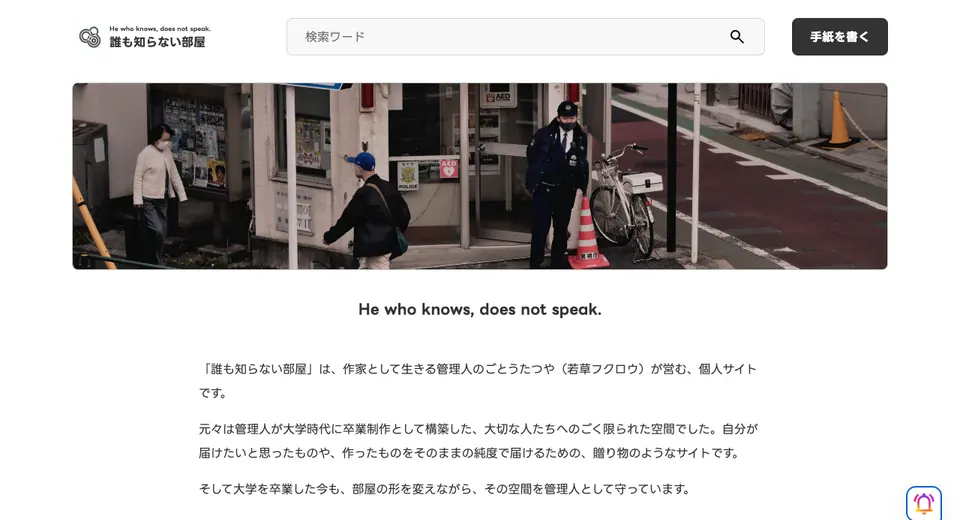 He who knows, does not speak.
誰も知らない部屋
検索ワード
手紙を書く
AED
POLICE
AED
He who knows, does not speak.
「誰も知らない部屋」は、作家として生きる管理人のごとうたつや（若草フクロウ）が営む、個人サイト
です。
元々は管理人が大学時代に卒業制作として構築した、大切な人たちへのごく限られた空間でした。自分が
届けたいと思ったものや、作ったものをそのままの純度で届けるための、贈り物のようなサイトです。
そして大学を卒業した今も、部屋の形を変えながら、その空間を管理人として守っています。